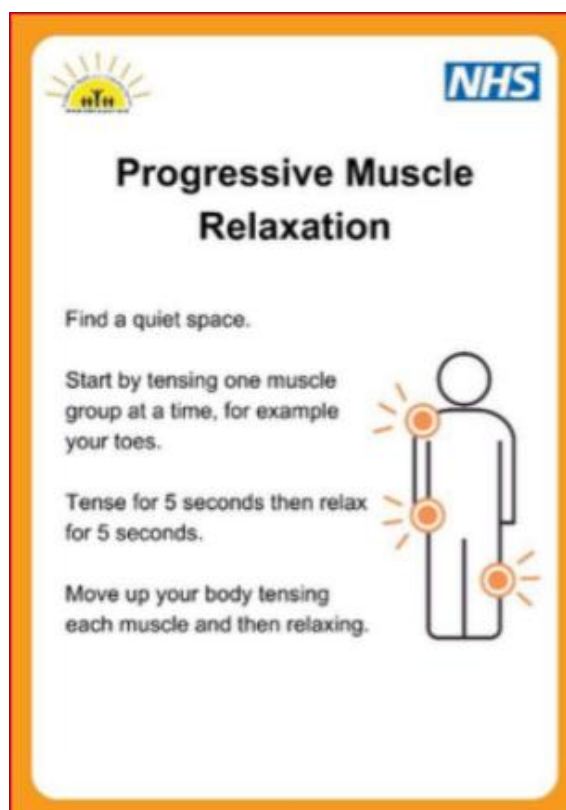 NHS
Progressive Muscle
Relaxation
Find a quiet space.
Start by tensing one muscle
group at a time, for example
your toes.
Tense for 5 seconds then relax
for 5 seconds.
Move up your body tensing
each muscle and then relaxing.